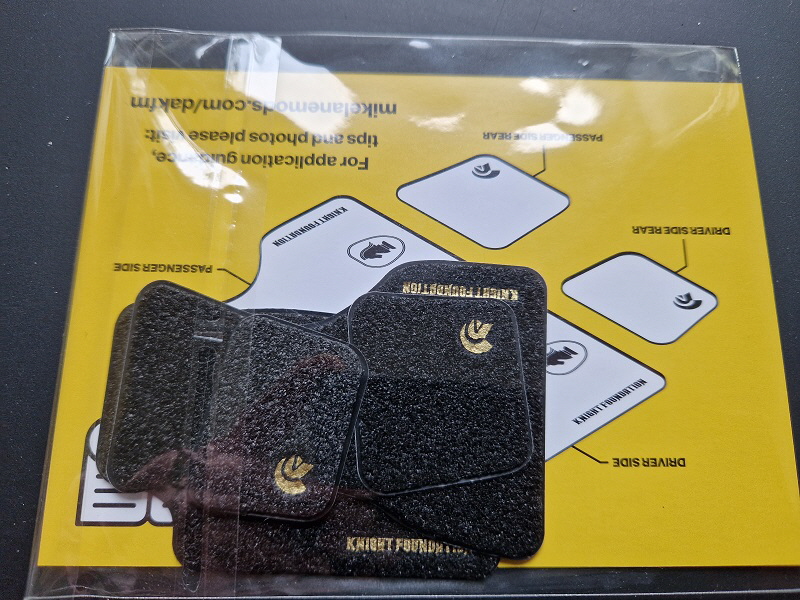 For application guidance,
tips and photos please visit:
mikelanemods.com/dakfm
PASSENGER SIDE REAR
DRIVER SIDE REAR
PASSENGER SIDE
KNIGHT FOUNDATION
KNIGHT FOUNDATION
DRIVER SIDE
KNIGHT FOUNDATION
KNIGHT FOUNDATION